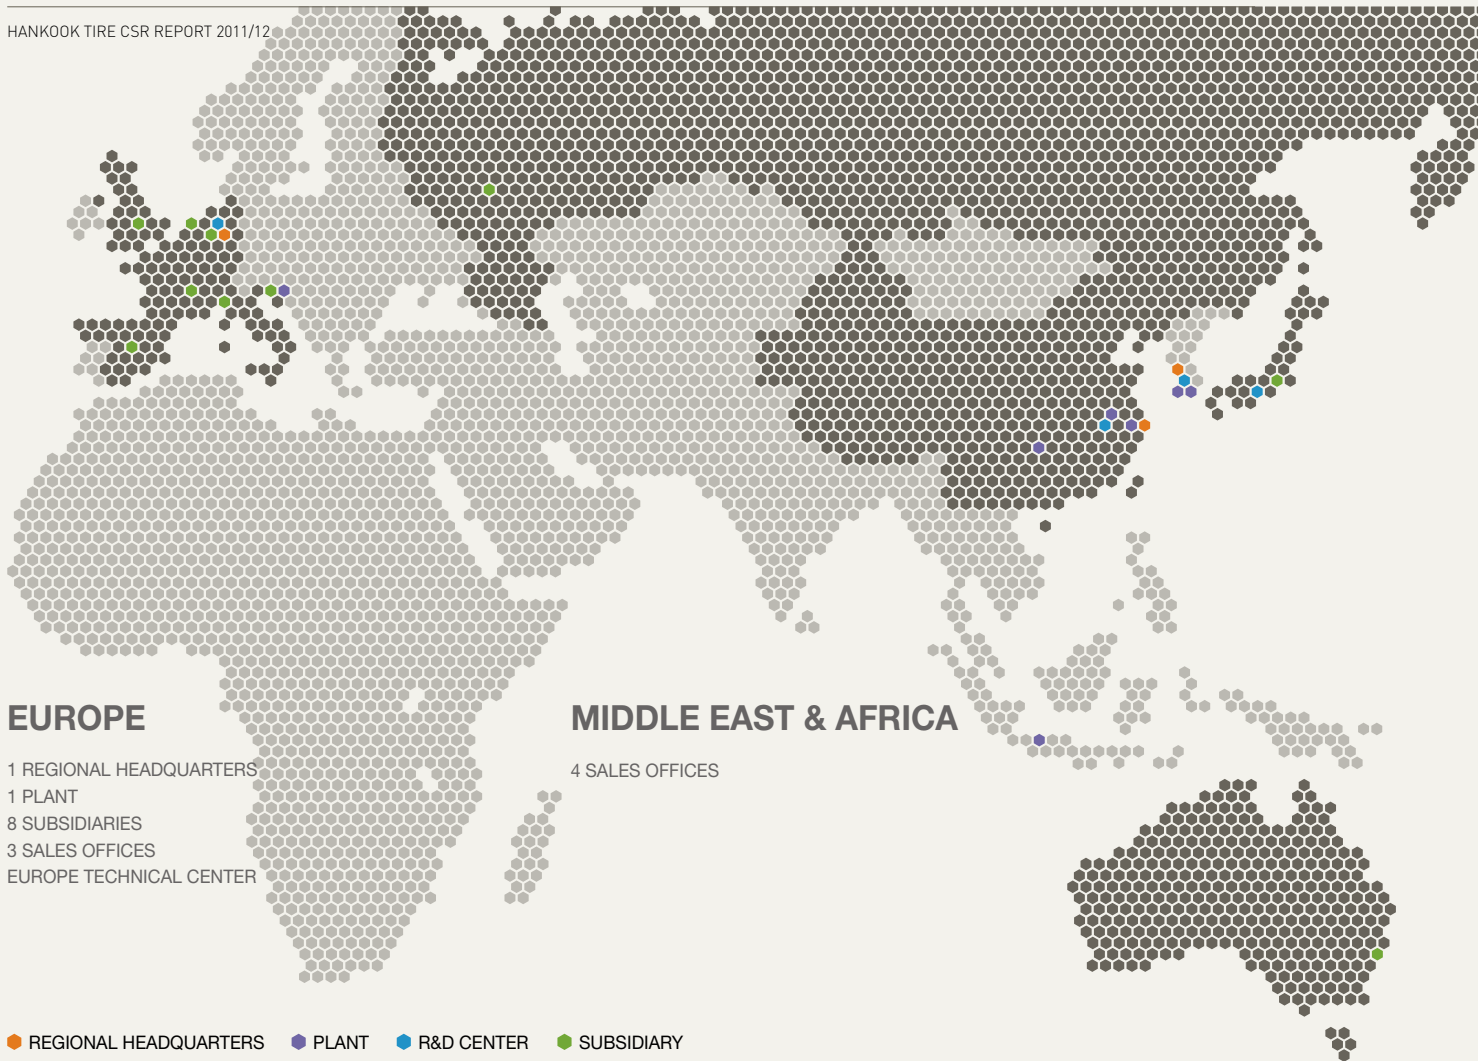 HANKOOK TIRE CSR REPORT 2011/12
EUROPE
1 REGIONAL HEADQUARTERS
1 PLANT
8 SUBSIDIARIES
3 SALES OFFICES
EUROPE TECHNICAL CENTER
MIDDLE EAST & AFRICA
4 SALES OFFICES
REGIONAL HEADQUARTERS PLANT R&D CENTER SUBSIDIARY